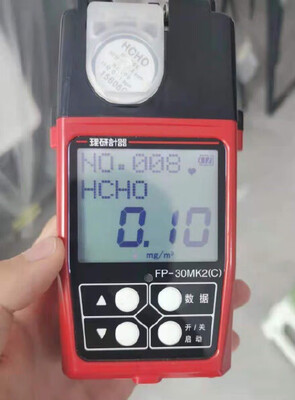 HCHO
理研計器
NO. 008
HCHO
0.10
mg/m³
FP-30MK2(C)
▲ 数据
▼ 开/关
启动